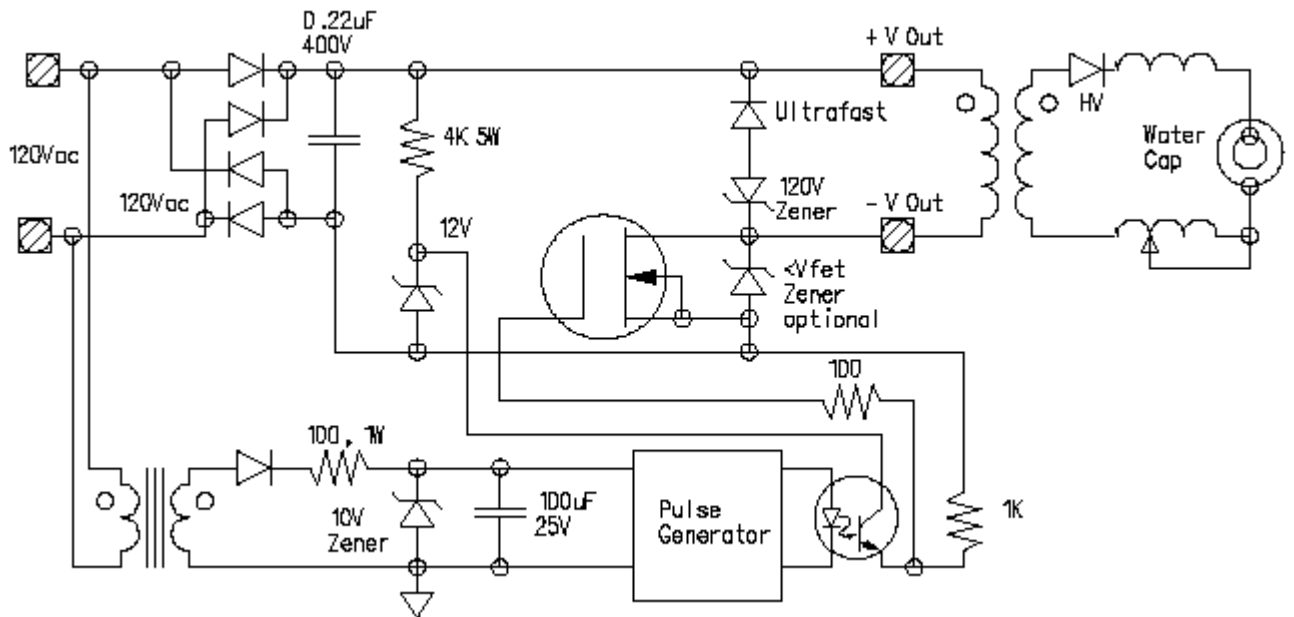 0.22uF
400V
+ V Out
4K 5W
Ultrafast
HV
Water
Cap
120Vac
120Vac
120V
Zener
- V Out
12V
<Vfet
Zener
optional
100
100, 1W
10V
Zener
100uF
25V
Pulse
Generator
1K